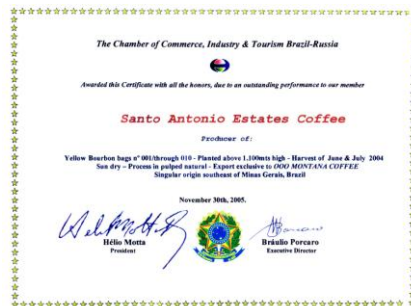 The Chamber of Commerce, Industry & Tourism Brazil-Russia
Awarded this Certificate with all the honors, due to an outstanding performance to our member
Santo Antonio Estates Coffee
Producer of:
Yellow Bourbon bags nº 001/through 010 - Planted above 1.100mts high - Harvest of June & July 2004
Sun dry – Process in pulped natural - Export exclusive to OOO MONTANA COFFEE
Singular origin southeast of Minas Gerais, Brazil
November 30th, 2005.
Hélio Motta
Bráulio Porcaro
President
Executive Director